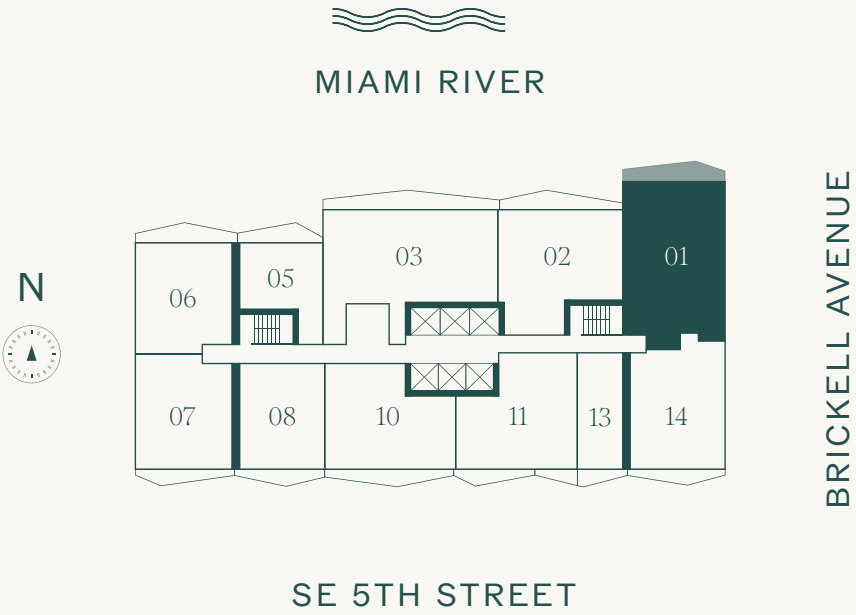 MIAMI RIVER
BRICKELL AVENUE
N
03
02
01
05
06
07
08
10
11
13
14
SE 5TH STREET